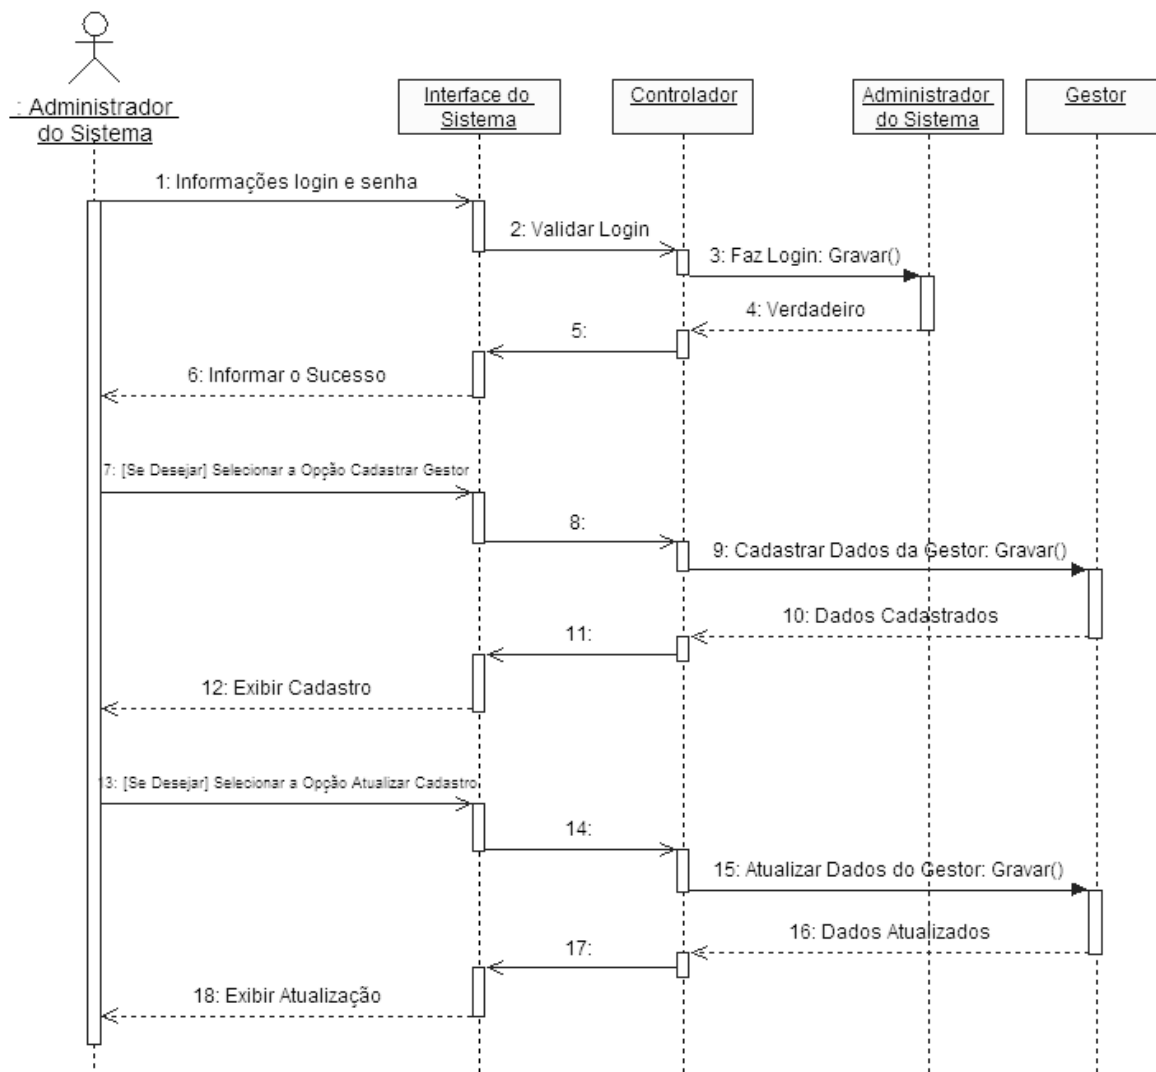 : Administrador
do Sistema
Interface do
Sistema
Controlador
Administrador
do Sistema
Gestor
1: Informações login e senha
2: Validar Login
3: Faz Login: Gravar()
4: Verdadeiro
5:
6: Informar o Sucesso
7: [Se Desejar] Selecionar a Opção Cadastrar Gestor
8:
9: Cadastrar Dados da Gestor: Gravar()
10: Dados Cadastrados
11:
12: Exibir Cadastro
13: [Se Desejar] Selecionar a Opção Atualizar Cadastro
14:
15: Atualizar Dados do Gestor: Gravar()
16: Dados Atualizados
17:
18: Exibir Atualização